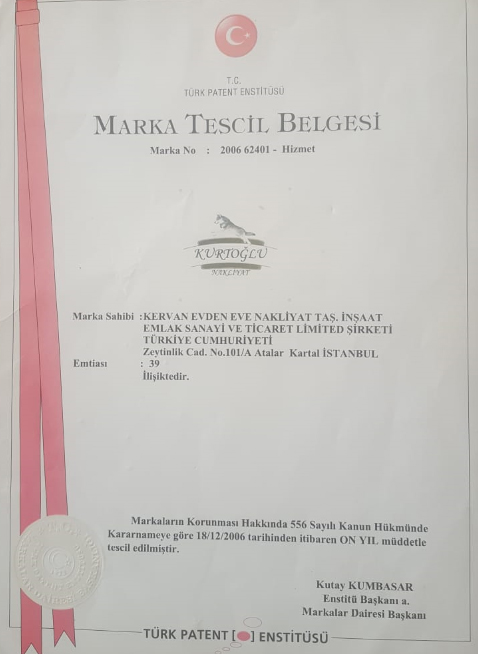 T.C.
TÜRK PATENT ENSTİTÜSÜ
MARKA TESCİL BELGESİ
Marka No : 2006 62401 - Hizmet
KURTOĞLU
NAKLİYAT
Marka Sahibi :KERVAN EVDEN EVE NAKLİYAT TAŞ. İNŞAAT
EMLAK SANAYİ VE TİCARET LİMİTED ŞİRKETİ
TÜRKİYE CUMHURİYETİ
Zeytinlik Cad. No.101/A Atalar Kartal İSTANBUL
Emtiası : 39
İlişiktedir.
Markaların Korunması Hakkında 556 Sayılı Kanun Hükmünde
Kararnameye göre 18/12/2006 tarihinden itibaren ON YIL müddetle
tescil edilmiştir.
Kutay KUMBASAR
Enstitü Başkanı a.
Markalar Dairesi Başkanı
TÜRK PATENT [ ] ENSTİTÜSÜ